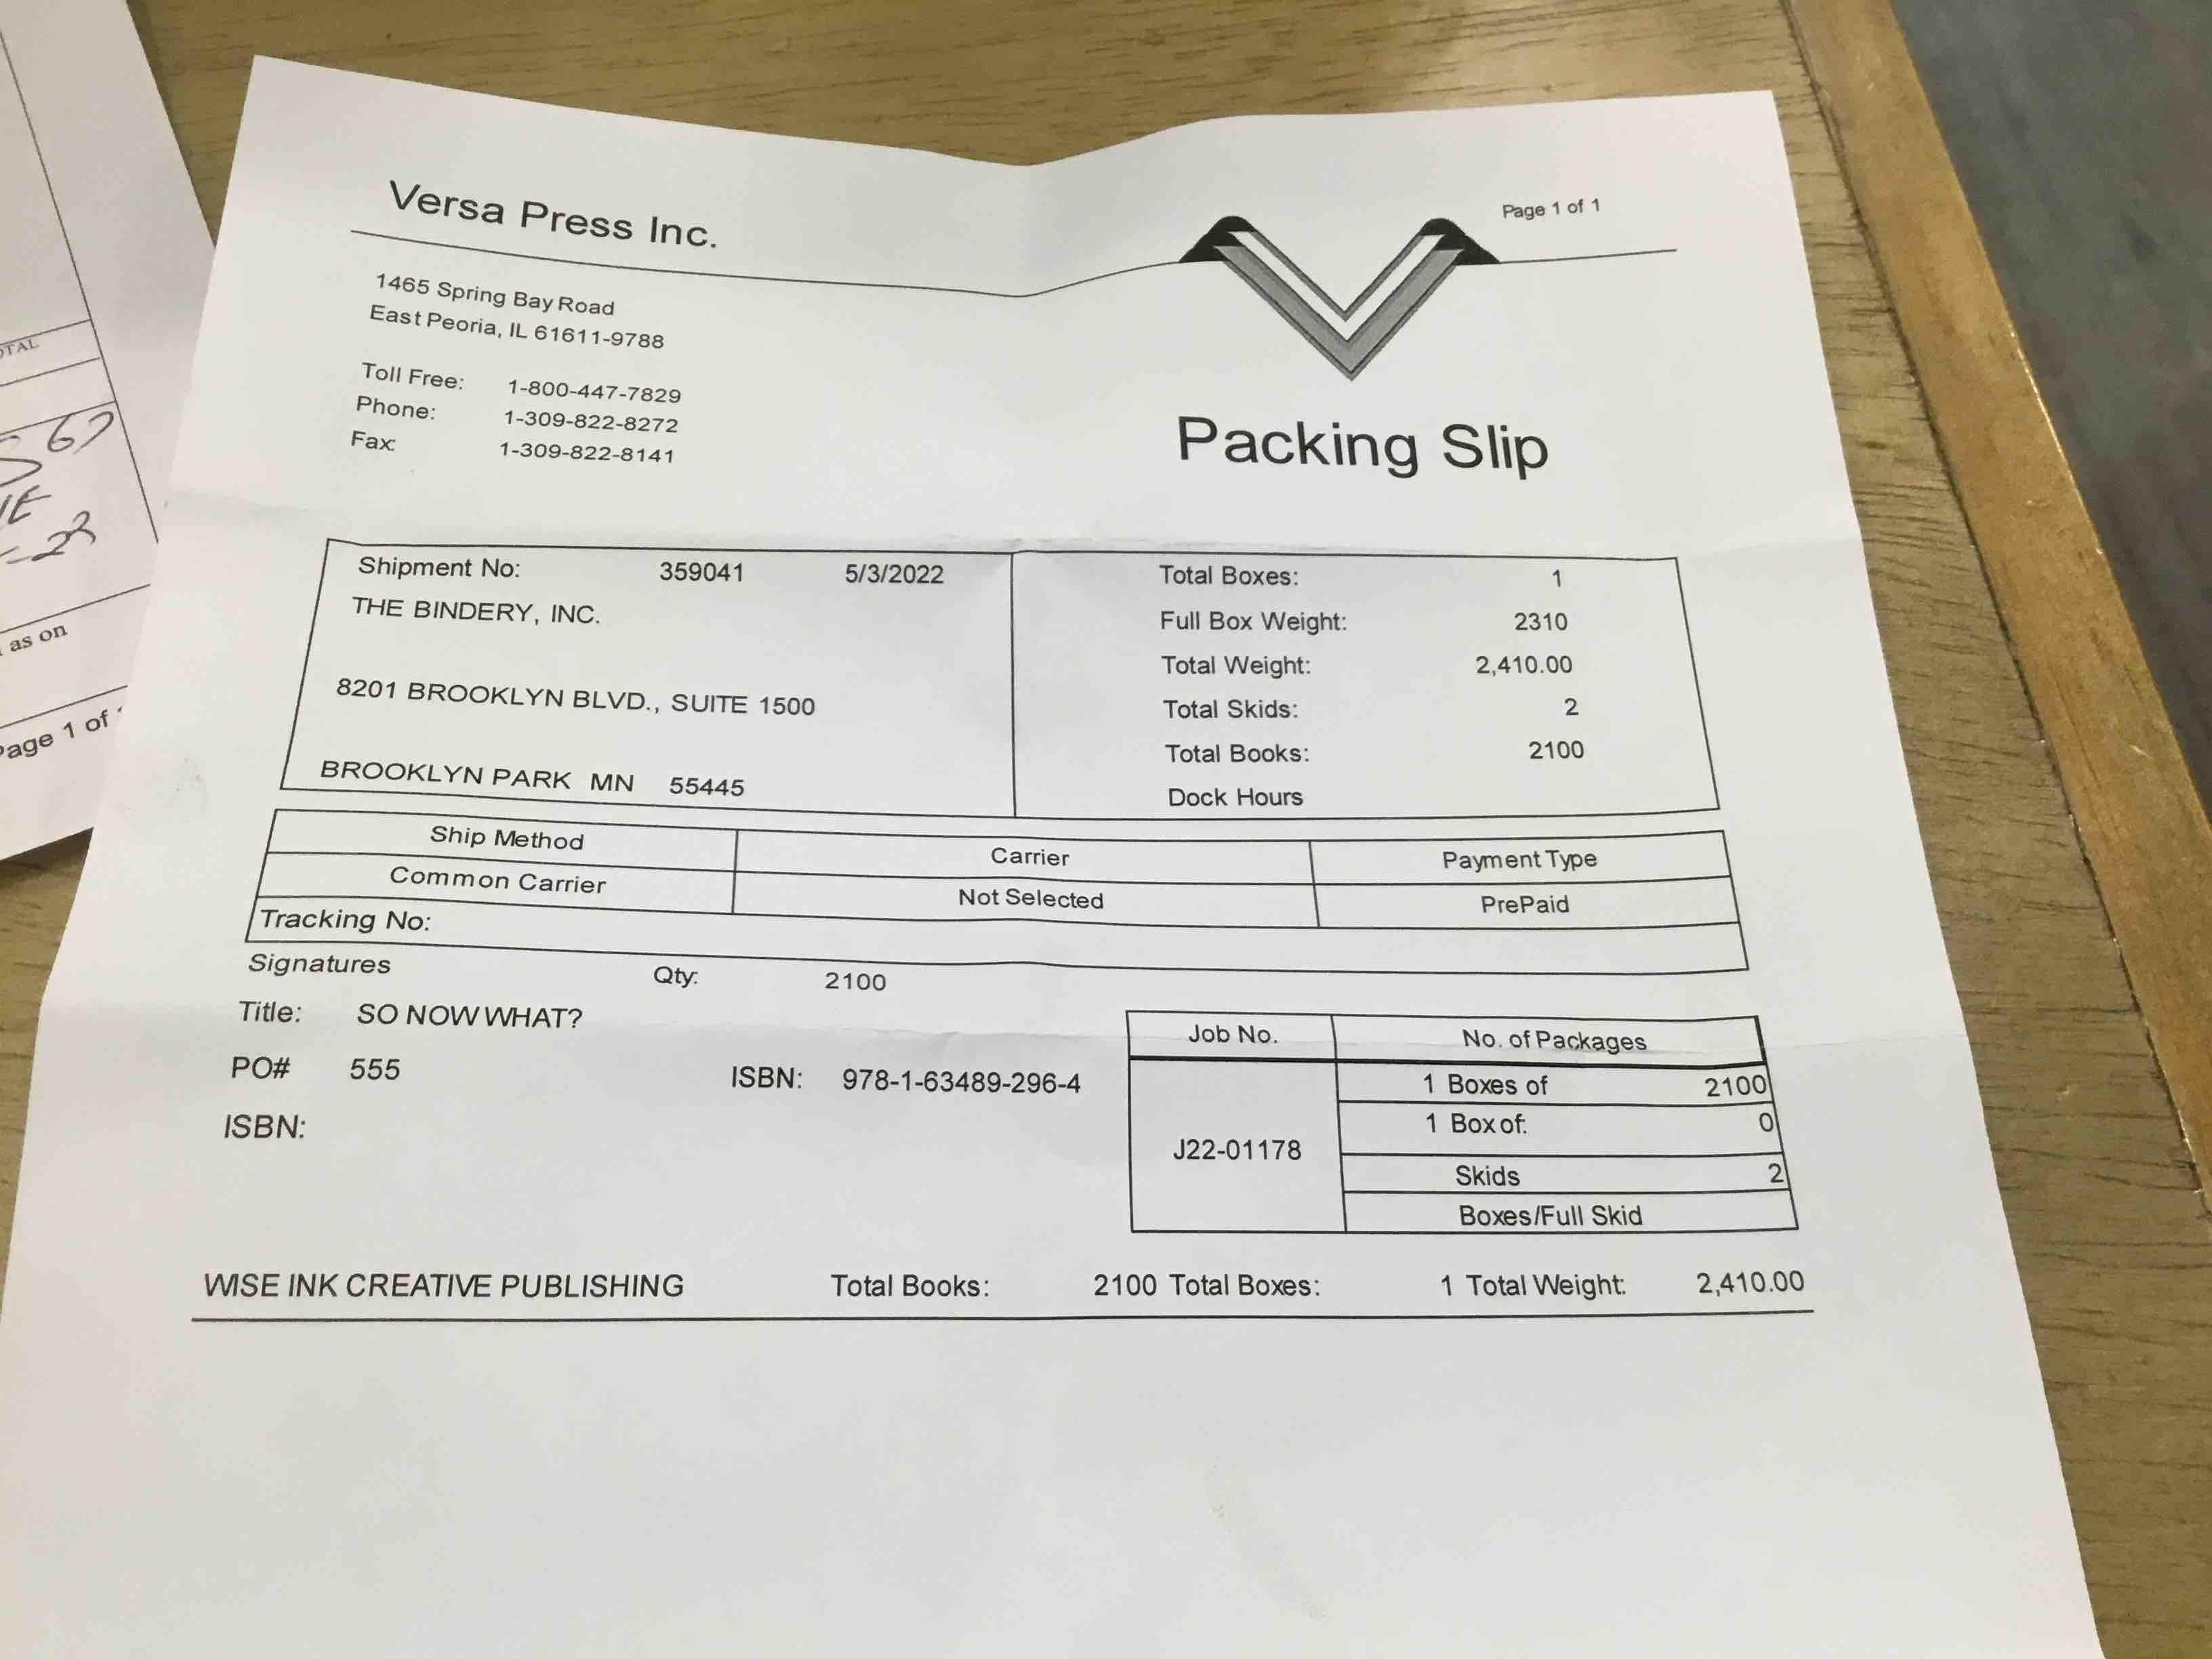 Versa Press Inc.
Page 1 of 1
1465 Spring Bay Road
East Peoria, IL 61611-9788
Toll Free: 1-800-447-7829
Phone: 1-309-822-8272
Fax: 1-309-822-8141
Packing Slip
Shipment No: 359041 5/3/2022
THE BINDERY, INC.
8201 BROOKLYN BLVD., SUITE 1500
BROOKLYN PARK MN 55445
Total Boxes: 1
Full Box Weight: 2310
Total Weight: 2,410.00
Total Skids: 2
Total Books: 2100
Dock Hours
Ship Method Carrier Payment Type
Common Carrier Not Selected PrePaid
Tracking No:
Signatures Qty: 2100
Title: SO NOW WHAT?
PO# 555 ISBN: 978-1-63489-296-4
ISBN:
Job No. No. of Packages
J22-01178
1 Boxes of 2100
1 Box of: 0
Skids 2
Boxes/Full Skid
WISE INK CREATIVE PUBLISHING Total Books: 2100 Total Boxes: 1 Total Weight: 2,410.00
as on
Page 1 of